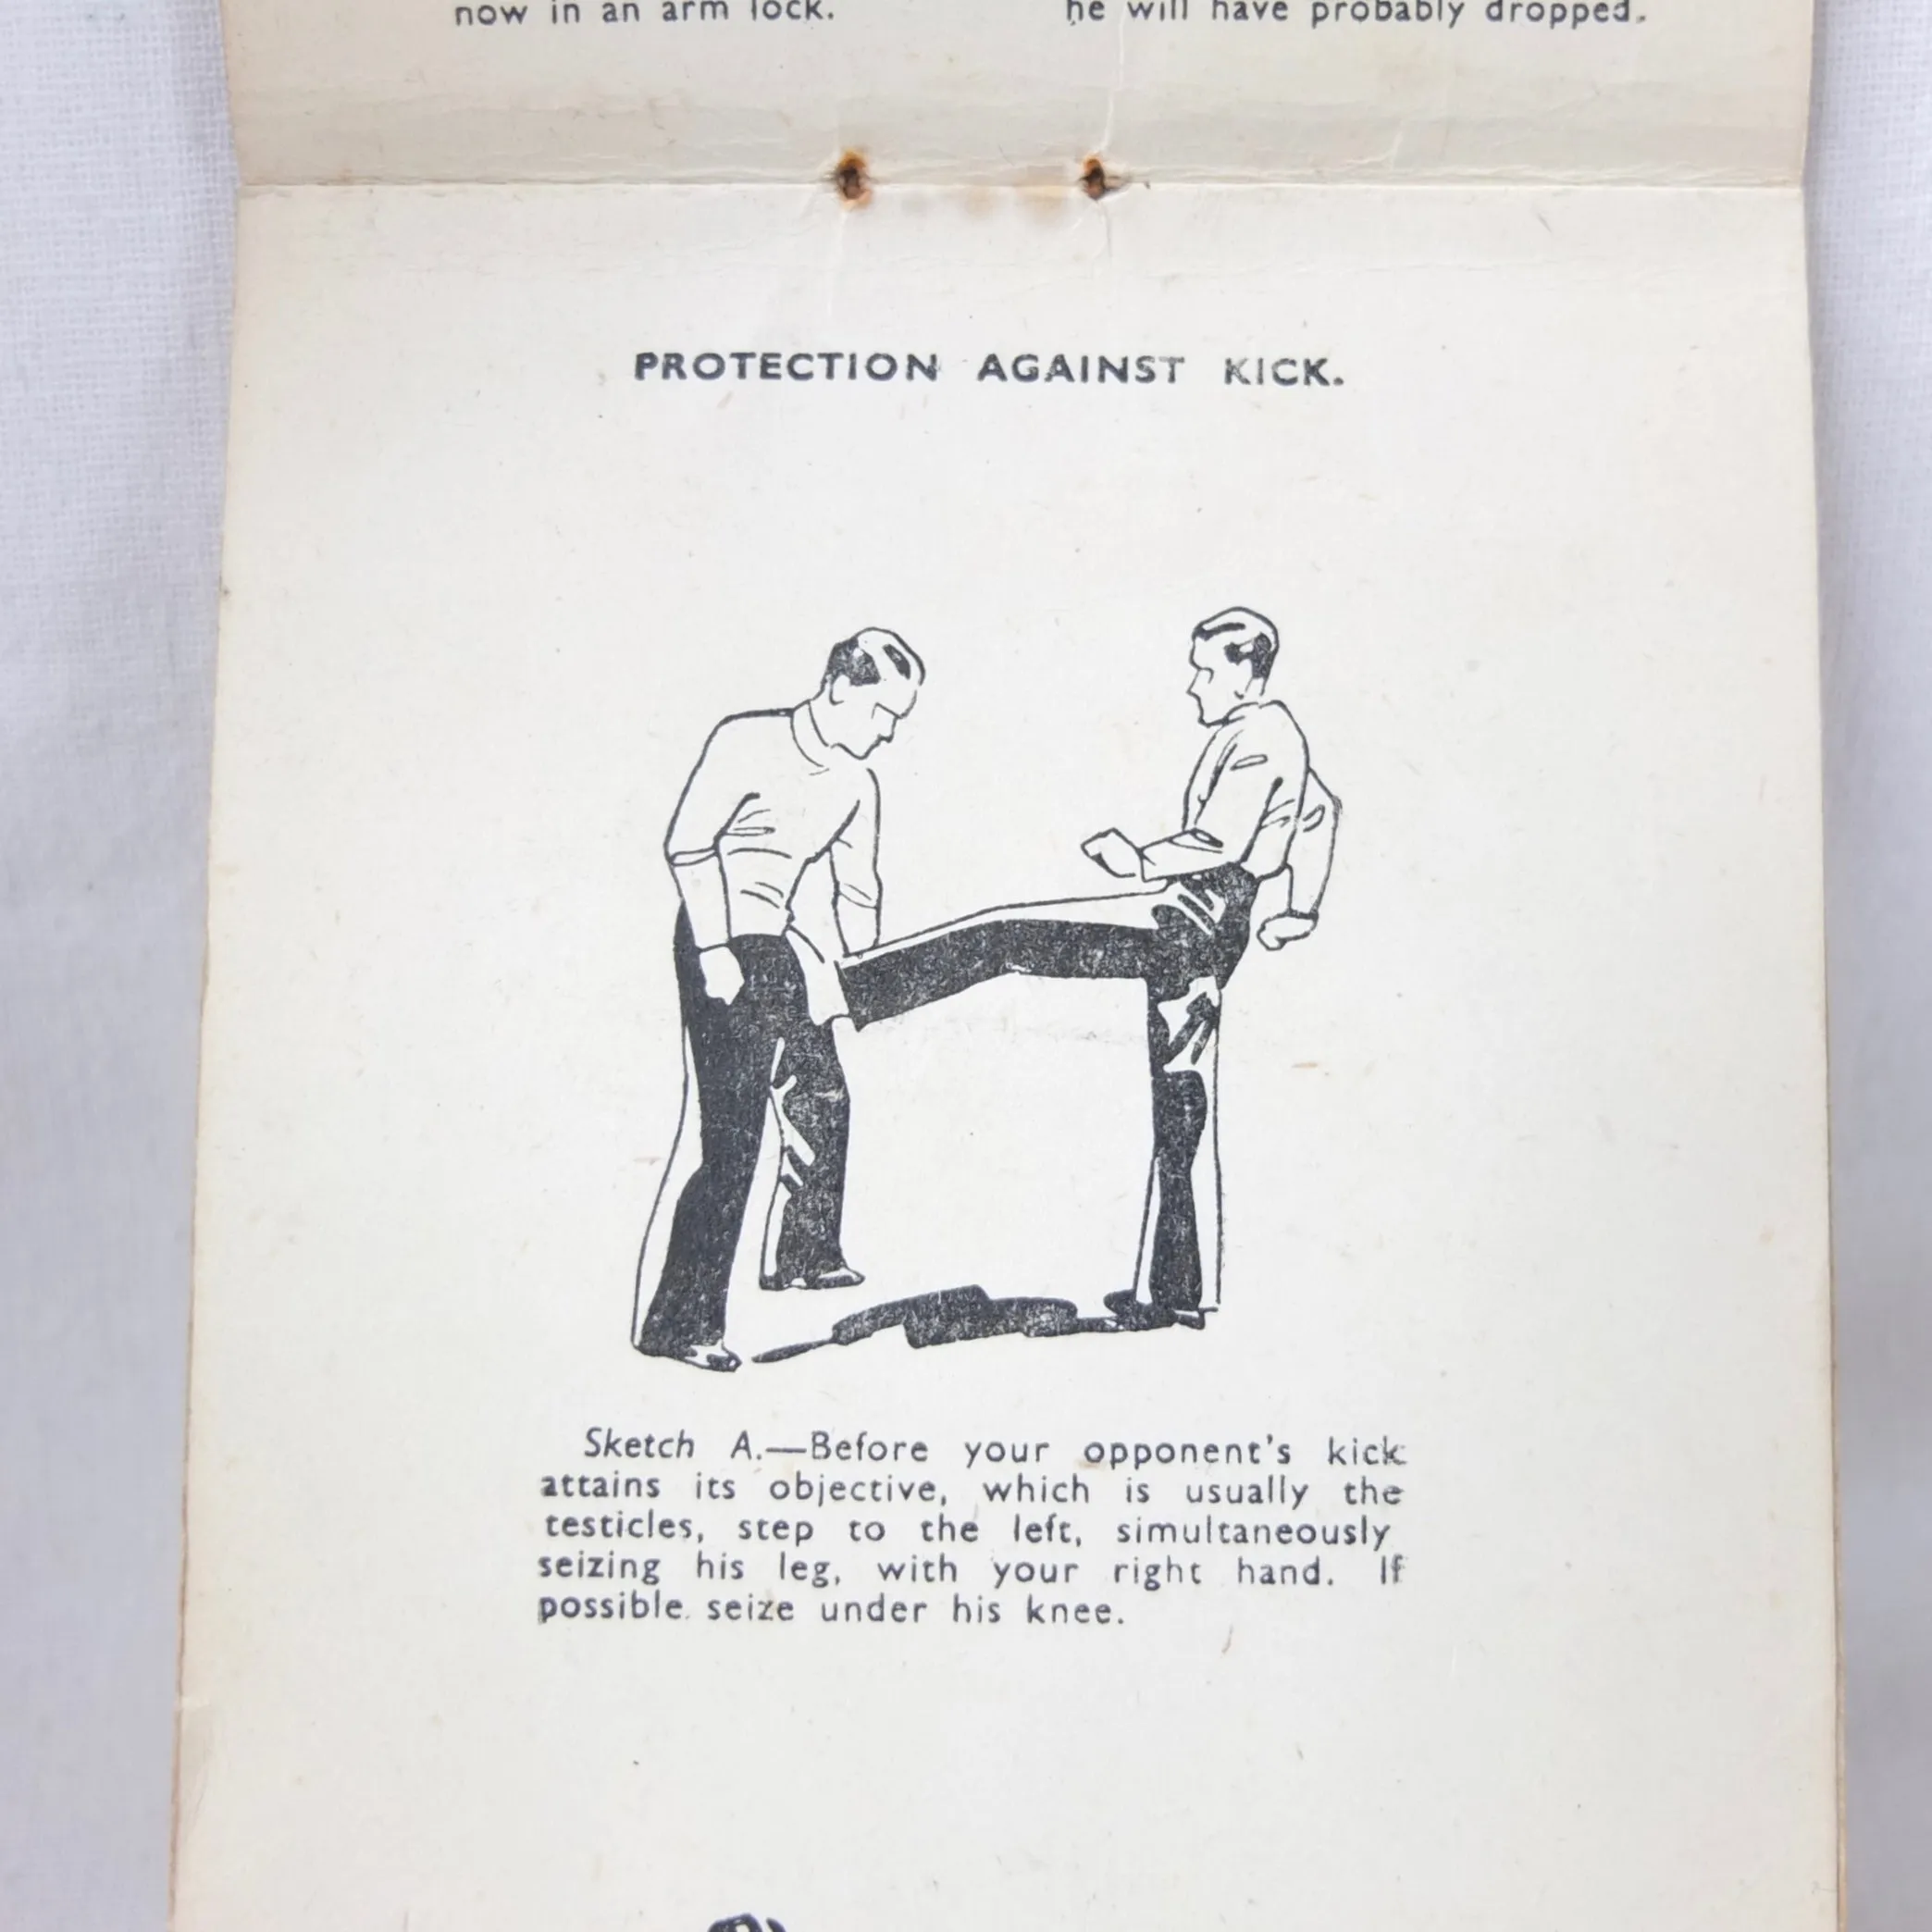 now in an arm lock.
he will have probably dropped.
PROTECTION AGAINST KICK.
Sketch A.—Before your opponent's kick
attains its objective, which is usually the
testicles, step to the left, simultaneously
seizing his leg, with your right hand. If
possible. seize under his knee.